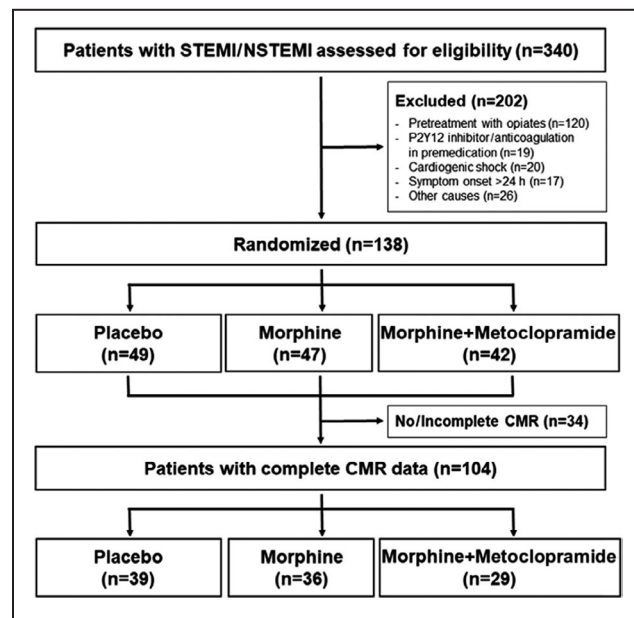 Patients with STEMI/NSTEMI assessed for eligibility (n=340)
Excluded (n=202)
- Pretreatment with opiates (n=120)
- P2Y12 inhibitor/anticoagulation
in premedication (n=19)
- Cardiogenic shock (n=20)
- Symptom onset >24 h (n=17)
- Other causes (n=26)
Randomized (n=138)
Placebo
(n=49)
Morphine
(n=47)
Morphine+Metoclopramide
(n=42)
No/Incomplete CMR (n=34)
Patients with complete CMR data (n=104)
Placebo
(n=39)
Morphine
(n=36)
Morphine+Metoclopramide
(n=29)